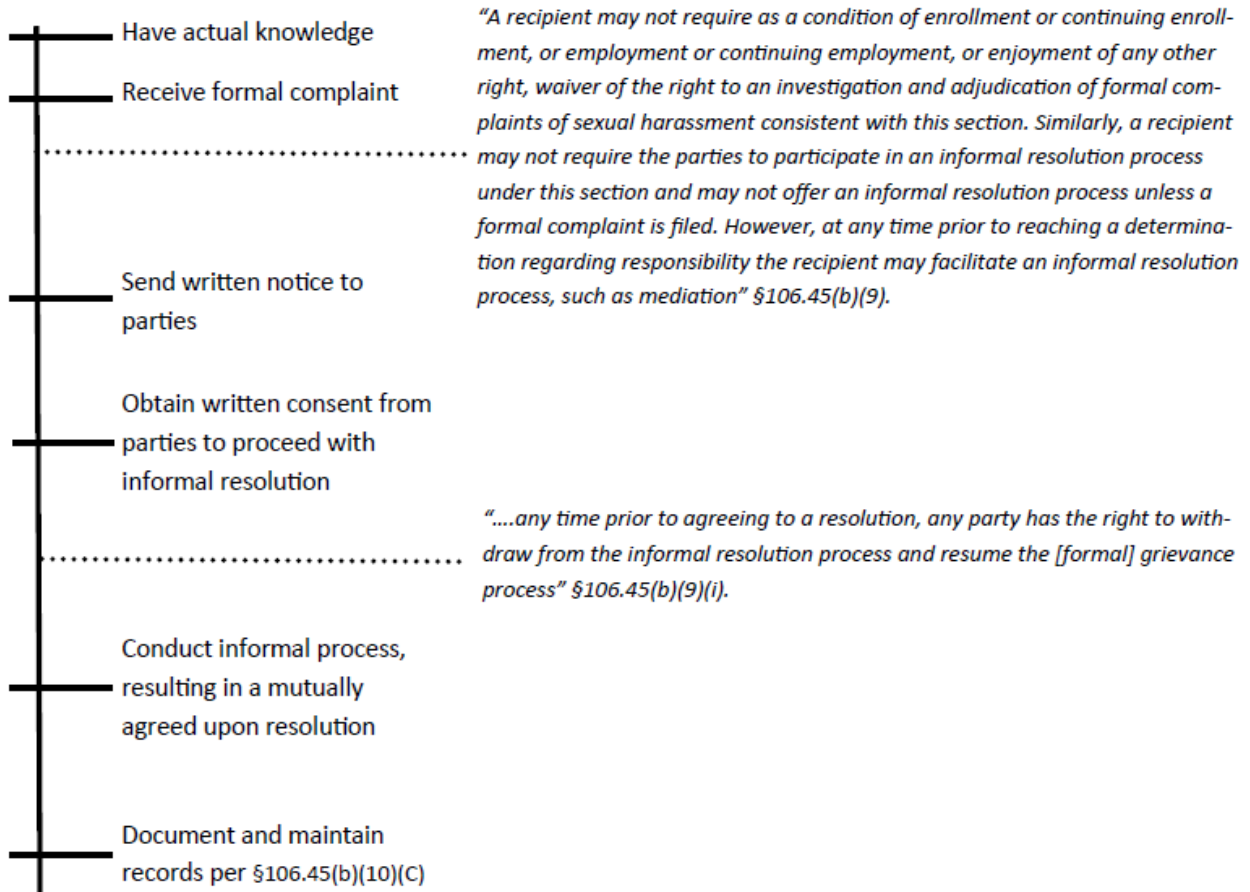 Have actual knowledge
Receive formal complaint
“A recipient may not require as a condition of enrollment or continuing enroll-
ment, or employment or continuing employment, or enjoyment of any other
right, waiver of the right to an investigation and adjudication of formal com-
plaints of sexual harassment consistent with this section. Similarly, a recipient
may not require the parties to participate in an informal resolution process
under this section and may not offer an informal resolution process unless a
formal complaint is filed. However, at any time prior to reaching a determina-
tion regarding responsibility the recipient may facilitate an informal resolution
process, such as mediation” §106.45(b)(9).
Send written notice to
parties
Obtain written consent from
parties to proceed with
informal resolution
“....any time prior to agreeing to a resolution, any party has the right to with-
draw from the informal resolution process and resume the [formal] grievance
process” §106.45(b)(9)(i).
Conduct informal process,
resulting in a mutually
agreed upon resolution
Document and maintain
records per §106.45(b)(10)(C)